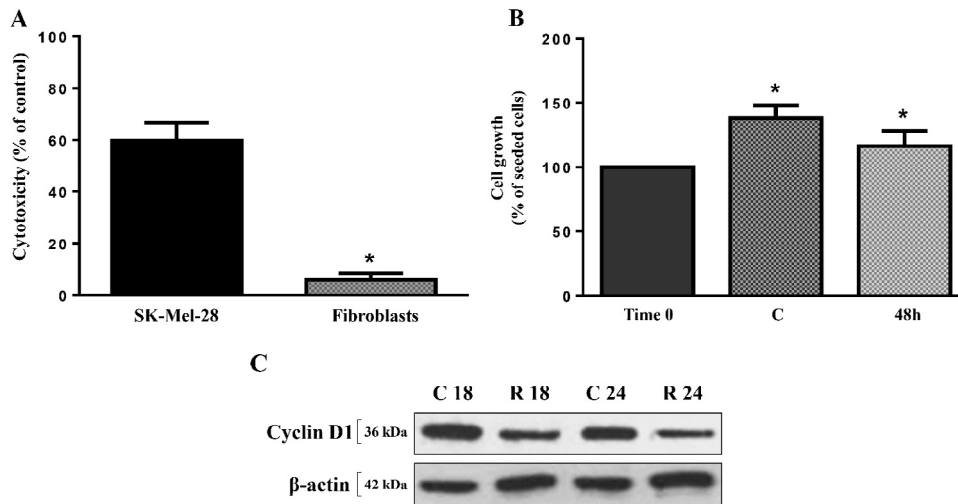 A
Cytotoxicity (% of control)
100
80
60
40
20
0
*
SK-Mel-28 Fibroblasts
B
Cell growth
(% of seeded cells)
200
150
100
50
0
*
*
Time 0 C 48h
C
C 18 R 18 C 24 R 24
Cyclin D1 [36 kDa
β-actin [42 kDa